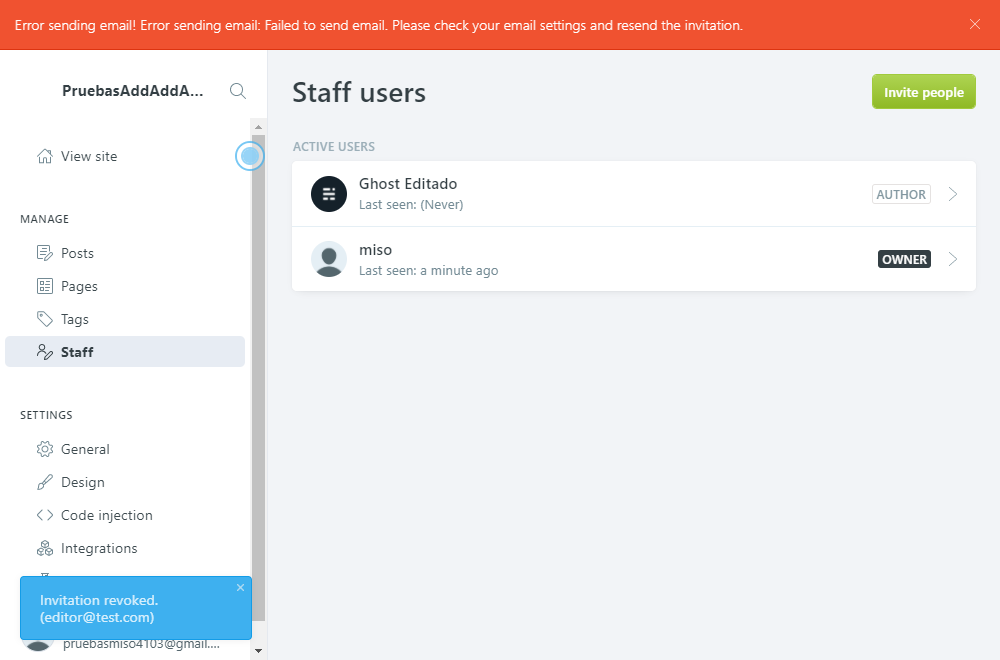 Error sending email! Error sending email: Failed to send email. Please check your email settings and resend the invitation.
PruebasAddAddA...
View site
MANAGE
Posts
Pages
Tags
Staff
SETTINGS
General
Design
Code injection
Integrations
Invitation revoked.
(editor@test.com)
pruebasmiso4103@gmail....
Staff users
Invite people
ACTIVE USERS
Ghost Editado
Last seen: (Never)
AUTHOR
miso
Last seen: a minute ago
OWNER